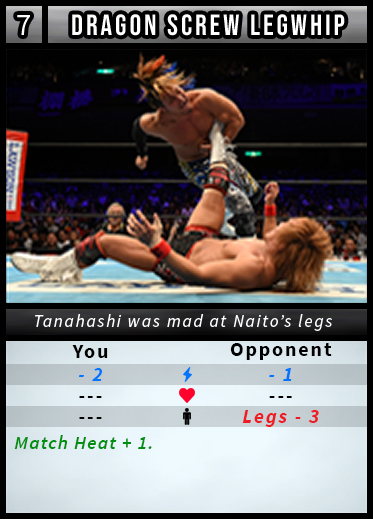 7
DRAGON SCREW LEGWHIP
LAWSON
Tanahashi was mad at Naito's legs
You Opponent
- 2 - 1
--- ---
--- Legs - 3
Match Heat + 1.